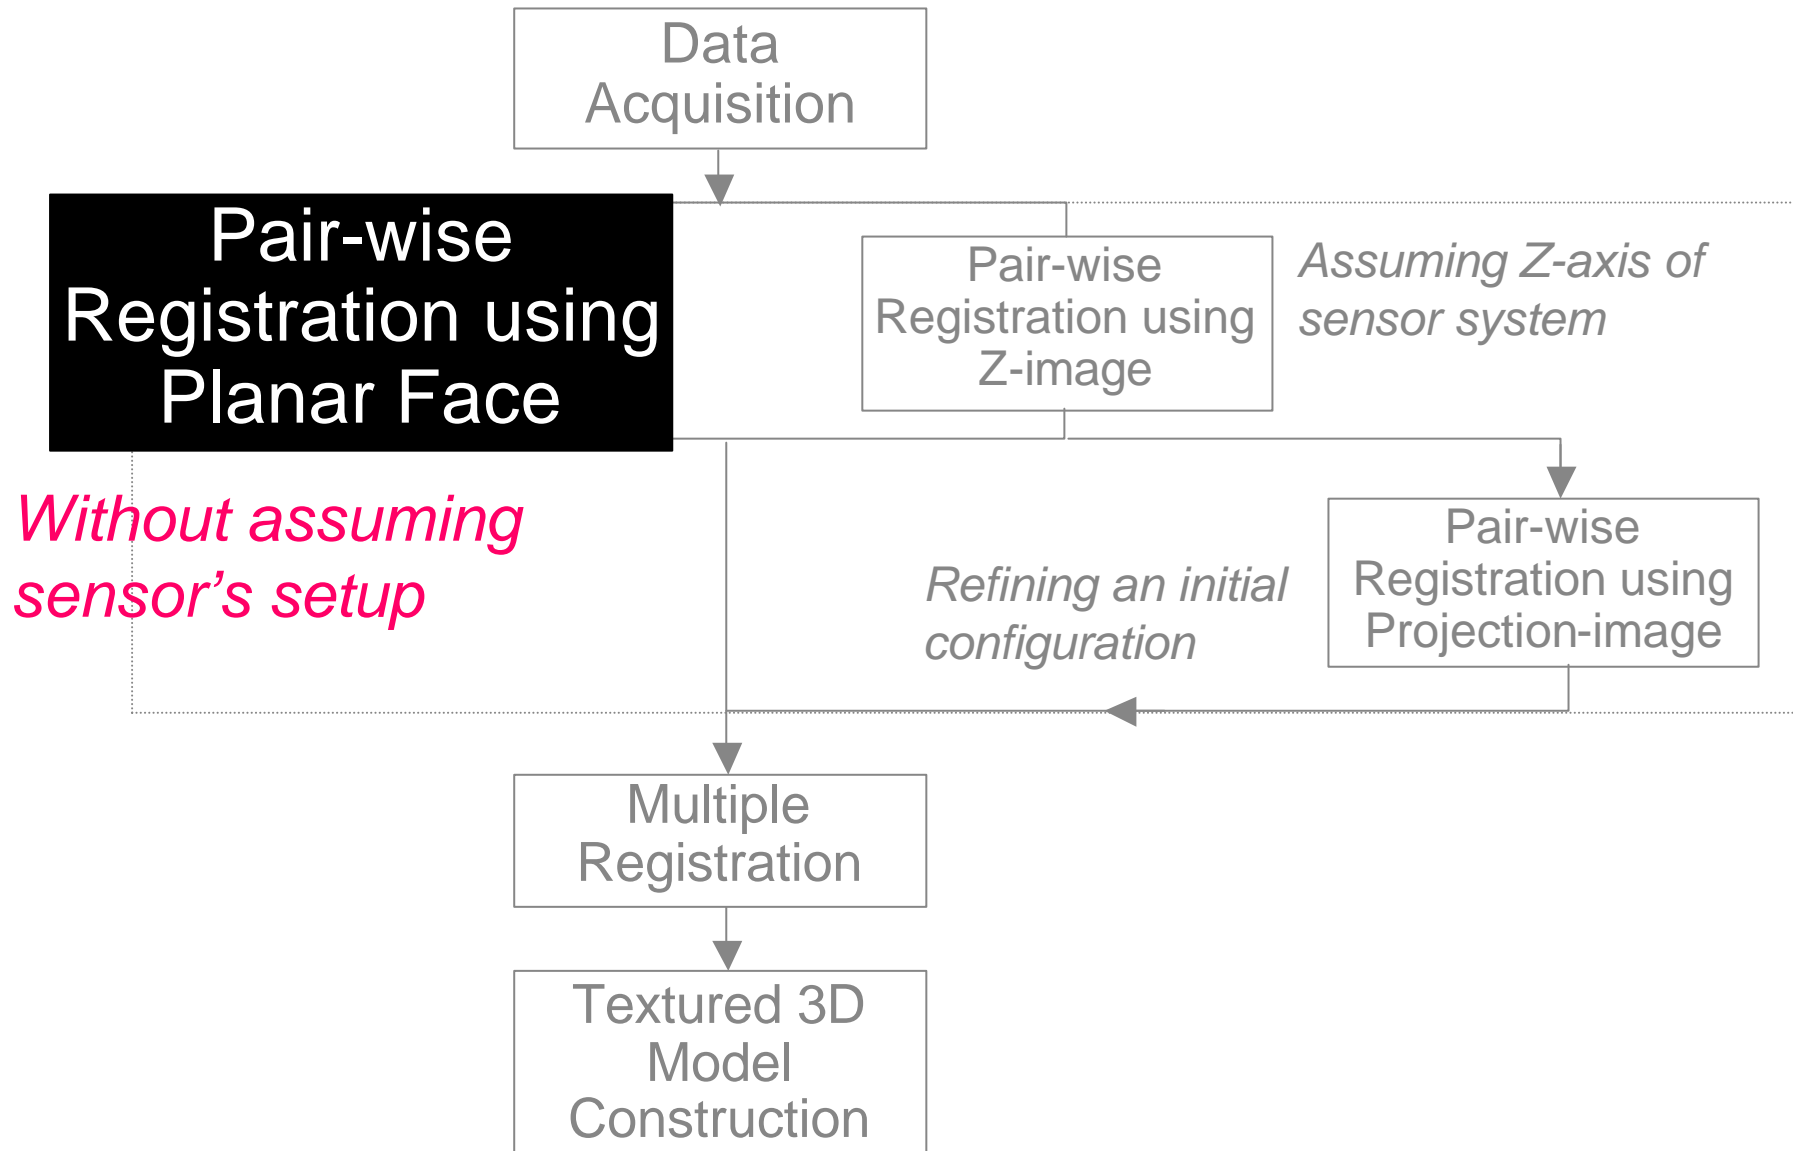 Data
Acquisition
Pair-wise
Registration using
Planar Face
Pair-wise
Registration using
Z-image
Assuming Z-axis of
sensor system
Without assuming
sensor’s setup
Refining an initial
configuration
Pair-wise
Registration using
Projection-image
Multiple
Registration
Textured 3D
Model
Construction